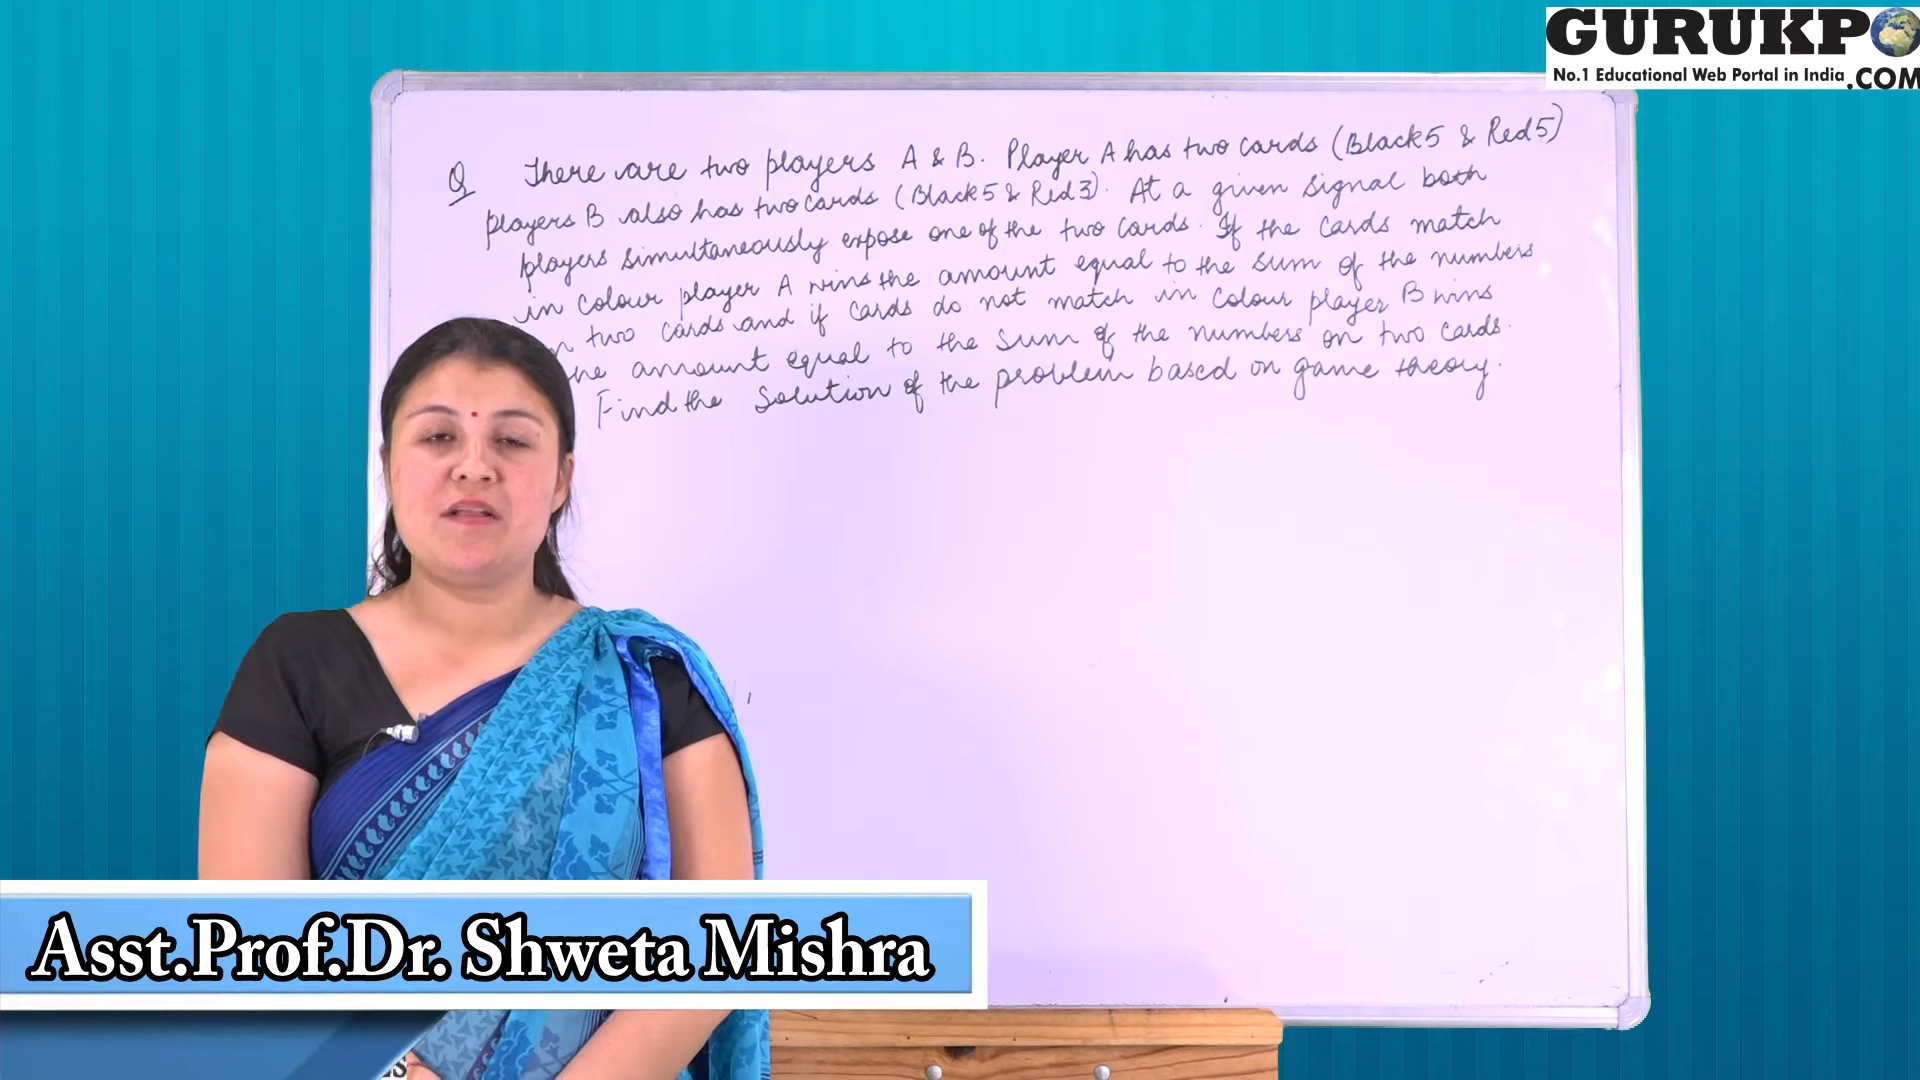 GURUKPO
No.1 Educational Web Portal in India .COM
Q There are two players A & B. Player A has two cards (Black5 & Red5)
players B also has two cards (Black5 & Red3). At a given signal both
players simultaneously expose one of the two cards. If the cards match
in colour player A wins the amount equal to the sum of the numbers
two cards and if cards do not match in colour player B wins
amount equal to the sum of the numbers on two cards.
Find the Solution of the problem based on game theory.
Asst.Prof.Dr. Shweta Mishra